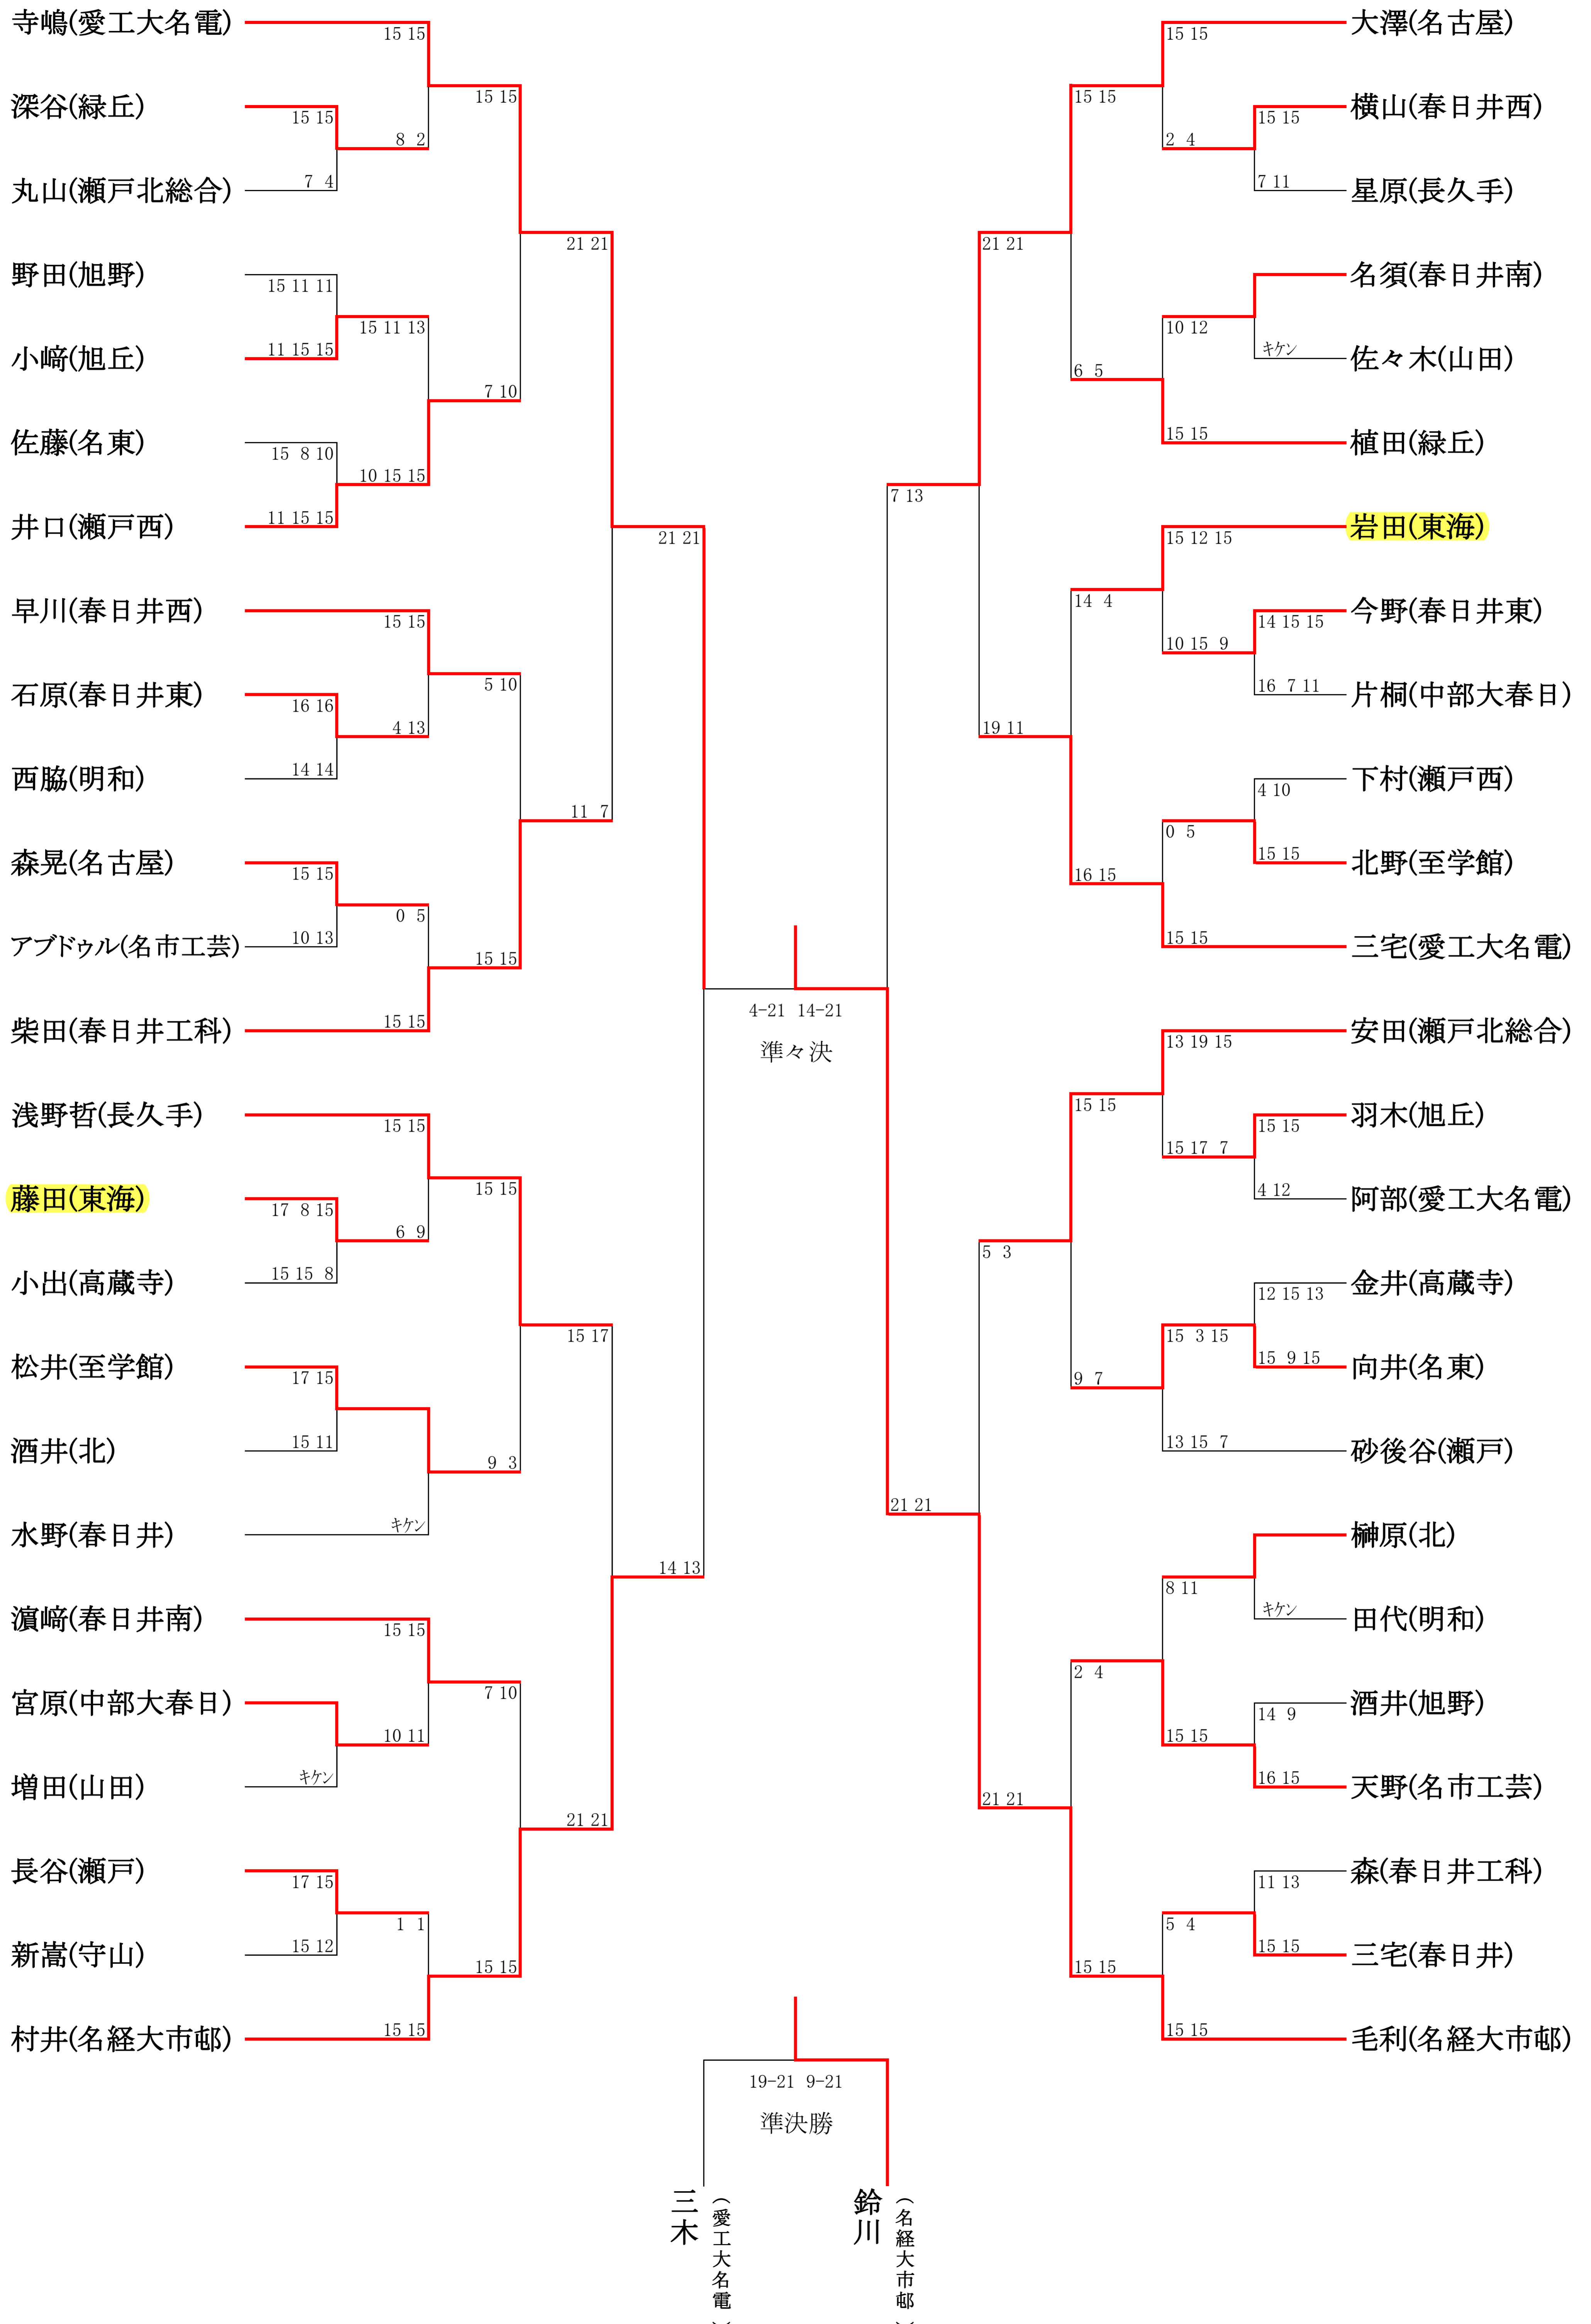 寺嶋(愛工大名電)
15 15
深谷(緑丘)
15 15
15 15
8 2
丸山(瀬戸北総合)
7 4
野田(旭野)
21 21
15 11 11
15 11 13
小﨑(旭丘)
11 15 15
7 10
佐藤(名東)
15 8 10
10 15 15
井口(瀬戸西)
11 15 15
21 21
早川(春日井西)
15 15
石原(春日井東)
5 10
16 16
4 13
西脇(明和)
14 14
11 7
森晃(名古屋)
15 15
0 5
アブドゥル(名市工芸)
10 13
15 15
柴田(春日井工科)
15 15
浅野哲(長久手)
15 15
藤田(東海)
15 15
17 8 15
6 9
小出(高蔵寺)
15 15 8
15 17
松井(至学館)
17 15
酒井(北)
15 11
9 3
水野(春日井)
キケン
14 13
濵﨑(春日井南)
15 15
宮原(中部大春日)
7 10
10 11
増田(山田)
キケン
21 21
長谷(瀬戸)
17 15
1 1
新嵩(守山)
15 12
15 15
村井(名経大市邨)
15 15
大澤(名古屋)
15 15
横山(春日井西)
15 15
15 15
2 4
星原(長久手)
7 11
名須(春日井南)
21 21
10 12
佐々木(山田)
キケン
6 5
植田(緑丘)
15 15
7 13
岩田(東海)
15 12 15
今野(春日井東)
14 4
14 15 15
10 15 9
片桐(中部大春日)
16 7 11
19 11
下村(瀬戸西)
4 10
0 5
北野(至学館)
15 15
16 15
三宅(愛工大名電)
15 15
安田(瀬戸北総合)
13 19 15
羽木(旭丘)
15 15
15 15
15 17 7
阿部(愛工大名電)
4 12
5 3
金井(高蔵寺)
12 15 13
15 3 15
向井(名東)
15 9 15
9 7
砂後谷(瀬戸)
13 15 7
21 21
榊原(北)
8 11
田代(明和)
キケン
2 4
酒井(旭野)
14 9
15 15
天野(名市工芸)
16 15
21 21
森(春日井工科)
11 13
5 4
三宅(春日井)
15 15
15 15
毛利(名経大市邨)
15 15
4-21 14-21
準々決
19-21 9-21
準決勝
三木
(愛工大名電)
鈴川
(名経大市邨)